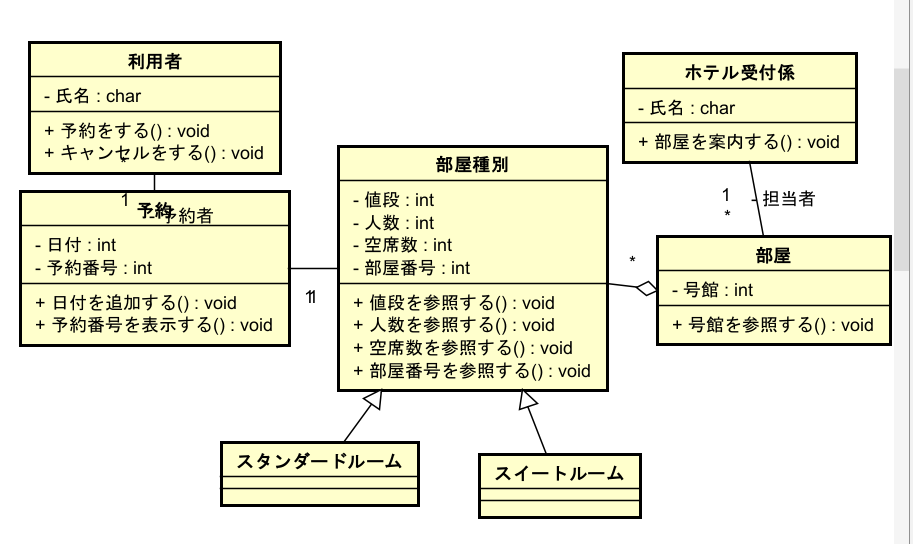 利用者
- 氏名 : char
+ 予約をする() : void
+ キャンセルをする() : void
*
1
- 予約者
予約
- 日付 : int
- 予約番号 : int
+ 日付を追加する() : void
+ 予約番号を表示する() : void
1
1
部屋種別
- 値段 : int
- 人数 : int
- 空席数 : int
- 部屋番号 : int
+ 値段を参照する() : void
+ 人数を参照する() : void
+ 空席数を参照する() : void
+ 部屋番号を参照する() : void
ホテル受付係
- 氏名 : char
+ 部屋を案内する() : void
1
- 担当者
*
*
部屋
- 号館 : int
+ 号館を参照する() : void
スタンダードルーム
スイートルーム